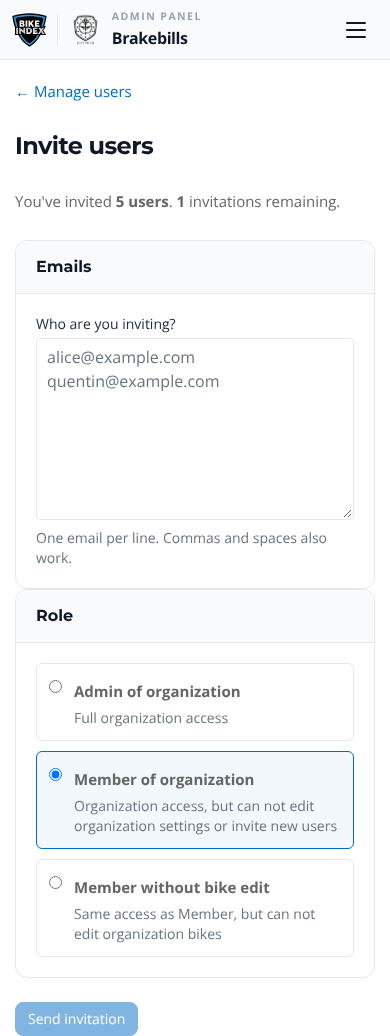 BIKE
INDEX
ADMIN PANEL
Brakebills
← Manage users
Invite users
You've invited 5 users. 1 invitations remaining.
Emails
Who are you inviting?
alice@example.com
quentin@example.com
One email per line. Commas and spaces also
work.
Role
Admin of organization
Full organization access
Member of organization
Organization access, but can not edit
organization settings or invite new users
Member without bike edit
Same access as Member, but can not
edit organization bikes
Send invitation